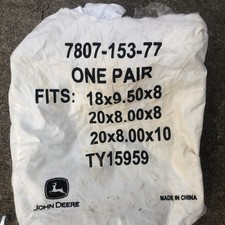 7807-153-77
ONE PAIR
FITS: 18x9.50x8
20x8.00x8
20x8.00x10
TY15959
JOHN DEERE
MADE IN CHINA